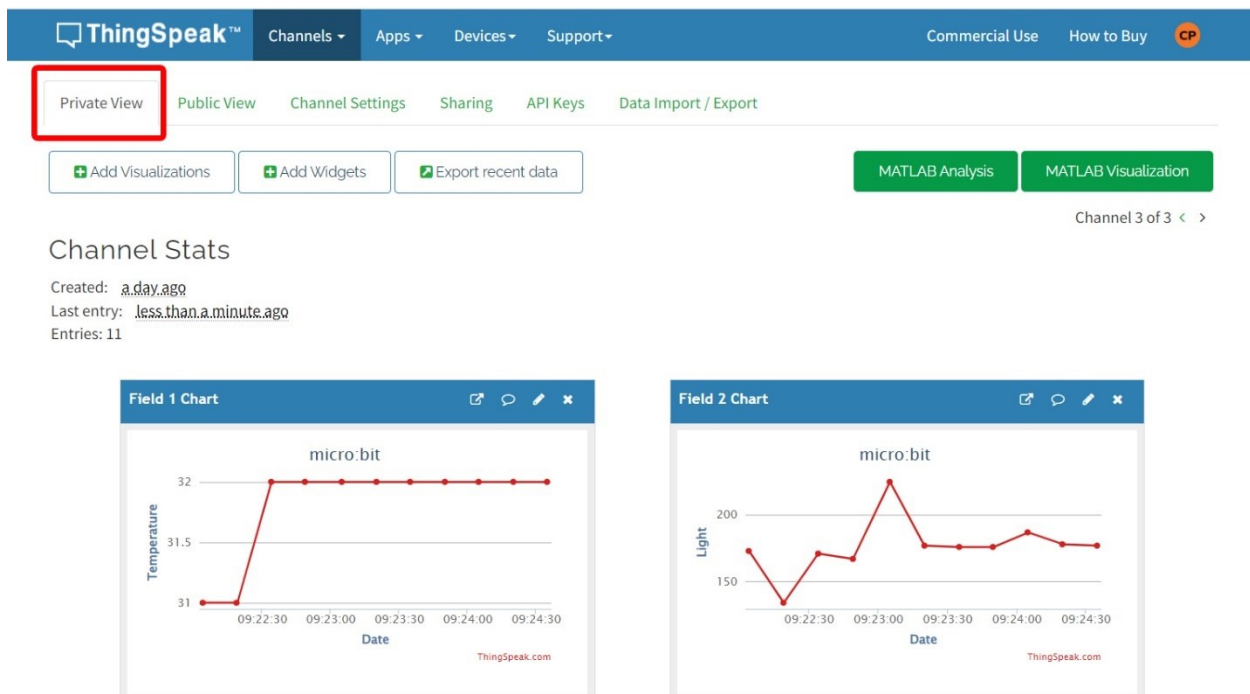 ThingSpeak™ Channels Apps Devices Support Commercial Use How to Buy CP
Private View Public View Channel Settings Sharing API Keys Data Import / Export
Add Visualizations Add Widgets Export recent data MATLAB Analysis MATLAB Visualization
Channel 3 of 3 < >
Channel Stats
Created: a day ago
Last entry: less than a minute ago
Entries: 11
Field 1 Chart
micro:bit
Temperature
32
31.5
31
09:22:30 09:23:00 09:23:30 09:24:00 09:24:30
Date
ThingSpeak.com
Field 2 Chart
micro:bit
Light
200
150
09:22:30 09:23:00 09:23:30 09:24:00 09:24:30
Date
ThingSpeak.com